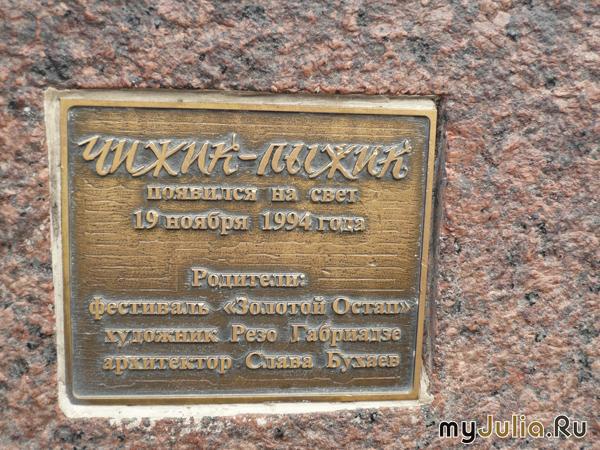 ЧИЖИК-ПЫЖИК
появился на свет
19 ноября 1994 года
Родители:
фестиваль «Золотой Остап»
художник Резо Габриадзе
архитектор Слава Бухаев
myJulia.Ru